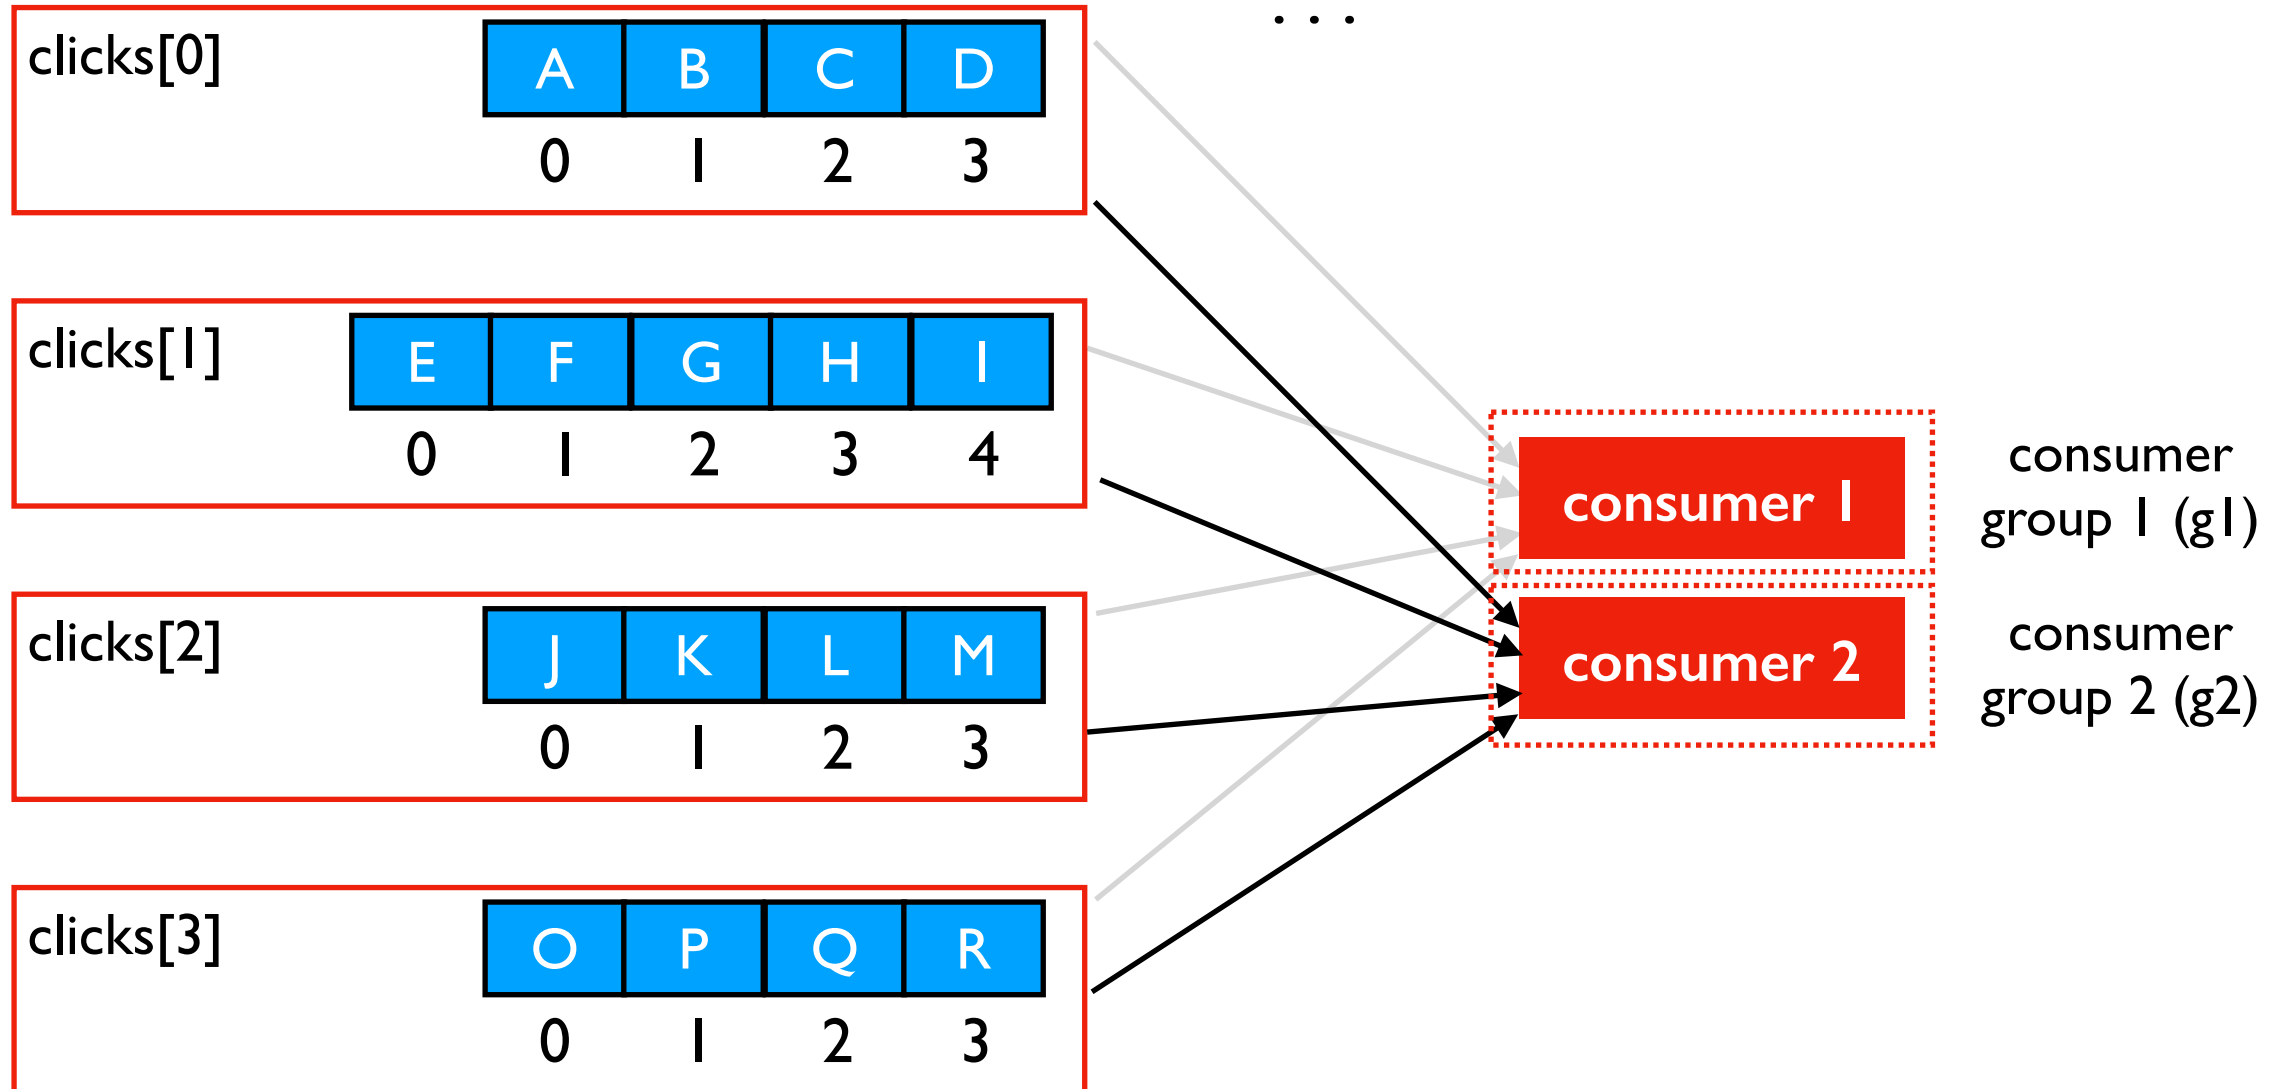 . . .
clicks[0]
A B C D
0 1 2 3
clicks[1]
E F G H I
0 1 2 3 4
consumer 1
consumer
group 1 (g1)
clicks[2]
J K L M
0 1 2 3
consumer 2
consumer
group 2 (g2)
clicks[3]
O P Q R
0 1 2 3